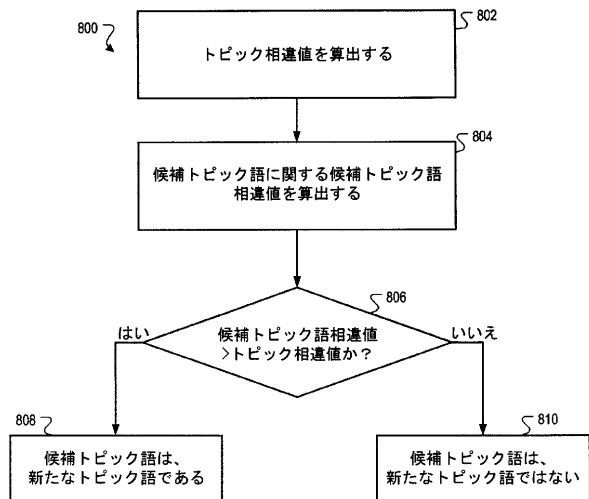 800
802
トピック相違値を算出する
804
候補トピック語に関する候補トピック語
相違値を算出する
806
候補トピック語相違値
>トピック相違値か？
はい
いいえ
808
候補トピック語は、
新たなトピック語である
810
候補トピック語は、
新たなトピック語ではない